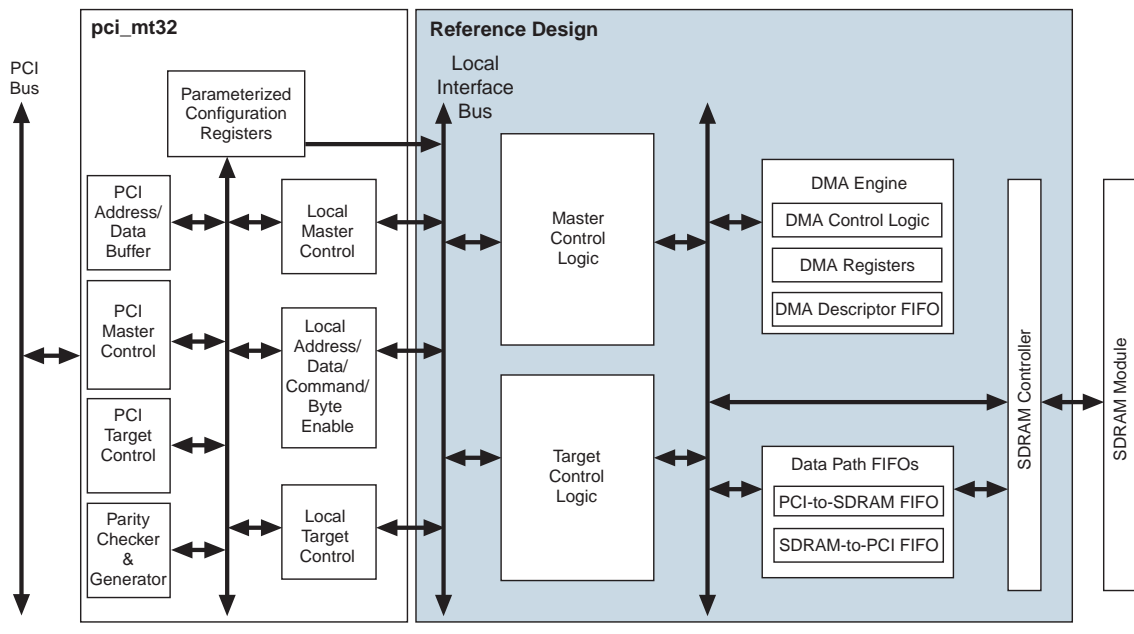 pci_mt32
Reference Design
PCI
Bus
Parameterized
Configuration
Registers
Local
Interface
Bus
PCI
Address/
Data
Buffer
Local
Master
Control
Master
Control
Logic
DMA Engine
DMA Control Logic
DMA Registers
DMA Descriptor FIFO
PCI
Master
Control
Local
Address/
Data/
Command/
Byte
Enable
PCI
Target
Control
Target
Control
Logic
Data Path FIFOs
PCI-to-SDRAM FIFO
SDRAM-to-PCI FIFO
Parity
Checker
&
Generator
Local
Target
Control
SDRAM Controller
SDRAM Module